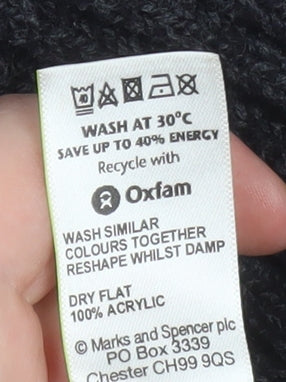 40
WASH AT 30°C
SAVE UP TO 40% ENERGY
Recycle with
Oxfam
WASH SIMILAR
COLOURS TOGETHER
RESHAPE WHILST DAMP
DRY FLAT
100% ACRYLIC
© Marks and Spencer plc
PO Box 3339
Chester CH99 9QS